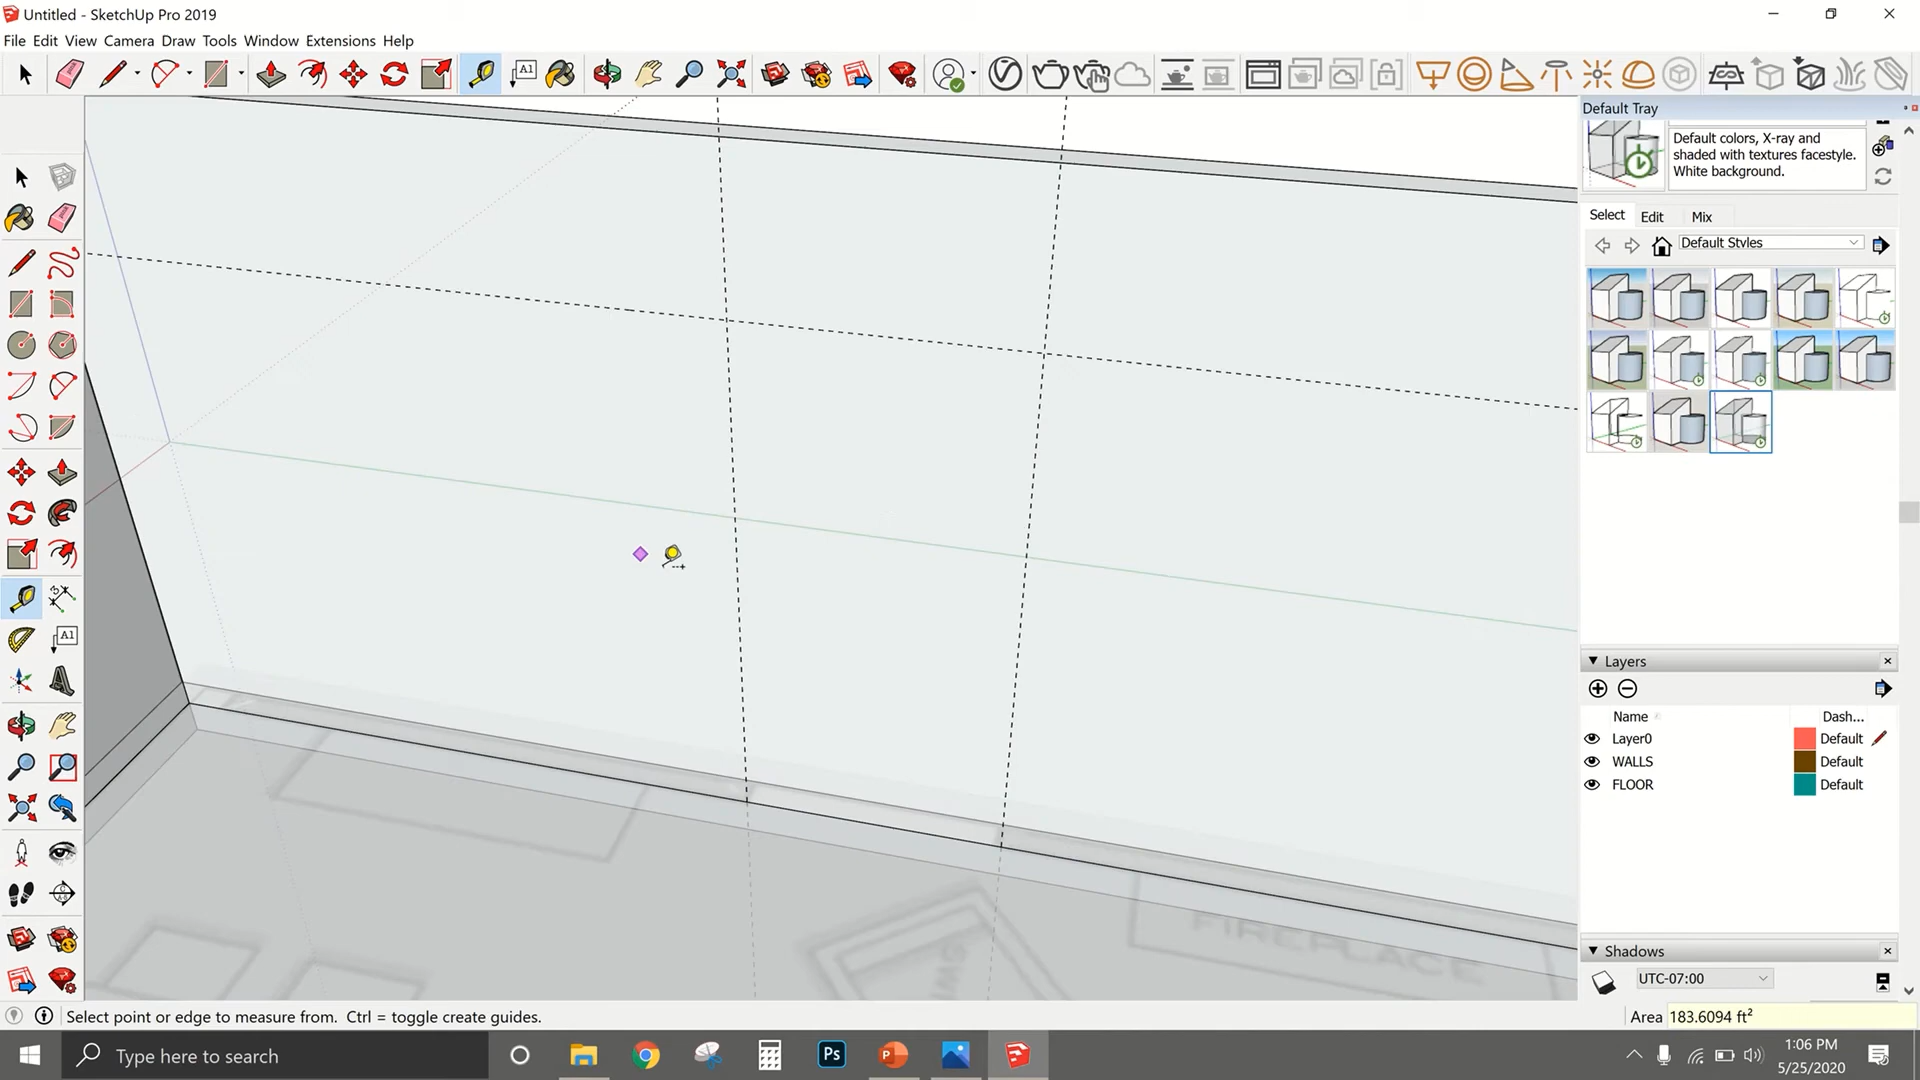 Untitled - SketchUp Pro 2019
File Edit View Camera Draw Tools Window Extensions Help
A1
Default Tray
Default colors, X-ray and
shaded with textures facestyle.
White background.
Select Edit Mix
Default Styles
A1
Layers
Name Dash...
Layer0 Default
WALLS Default
FLOOR Default
FIREPLACE
Shadows
UTC-07:00
Select point or edge to measure from. Ctrl = toggle create guides.
Area 183.6094 ft²
Type here to search
Ps
P
1:06 PM
5/25/2020